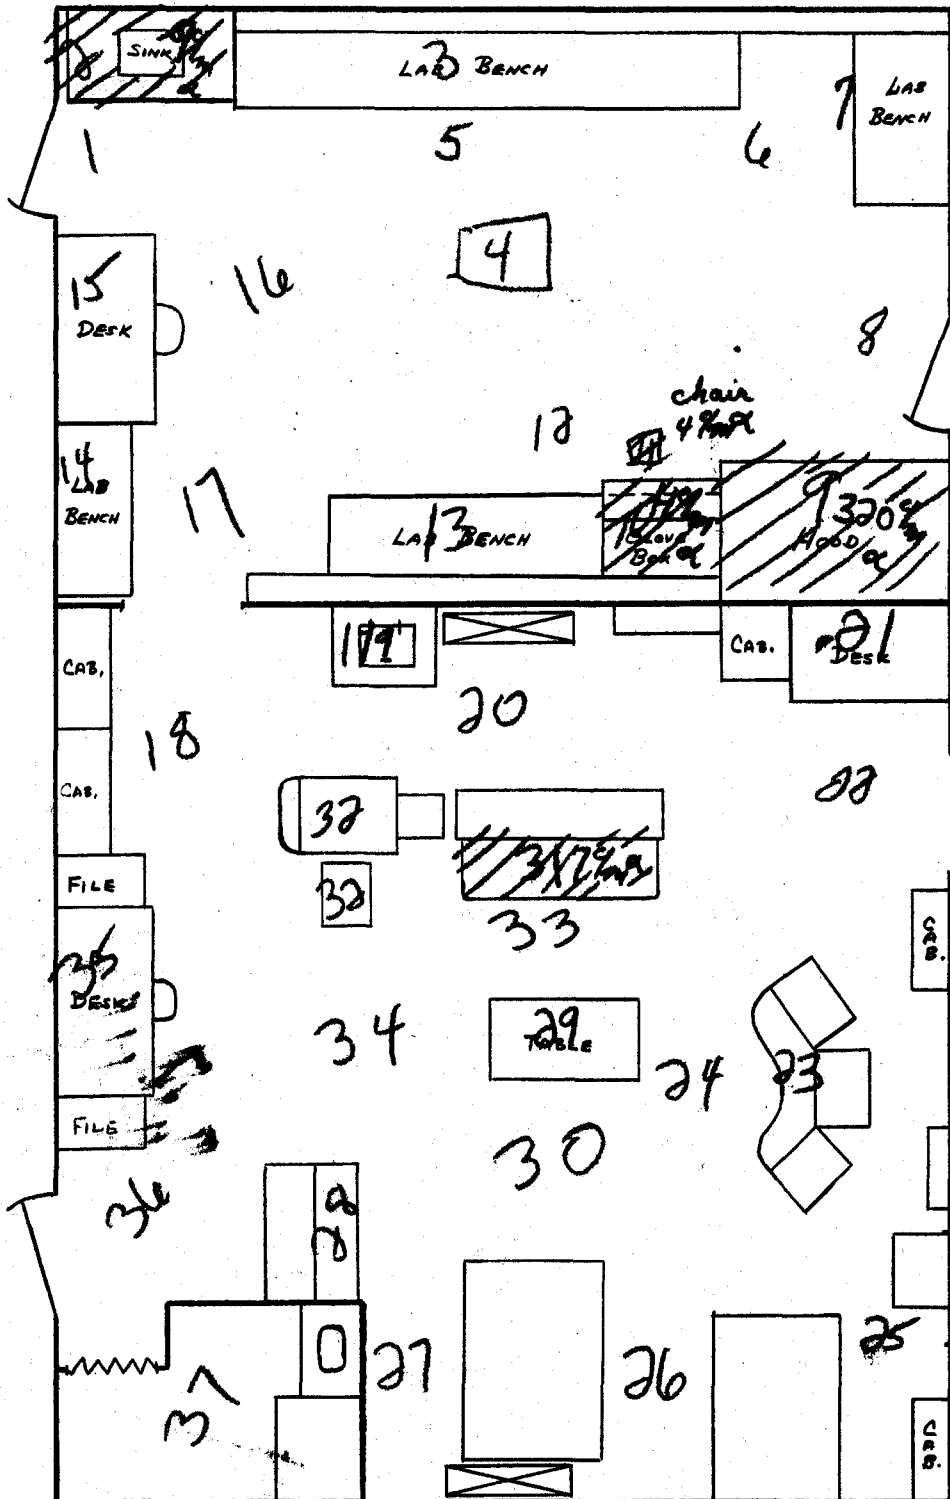 SINK
LAB BENCH
3
LAB
BENCH
7
1
5
6
4
15
DESK
16
8
chair
12
14
LAB
BENCH
17
LAB BENCH
13
GLOVE
BOX
9
320
HOOD
α
CAB.
19
CAB.
21
DESK
20
18
CAB.
22
32
31
FILE
32
33
35
DESK
CAB.
34
29
TABLE
24
23
FILE
30
36
28
25
27
26
37
CAB.